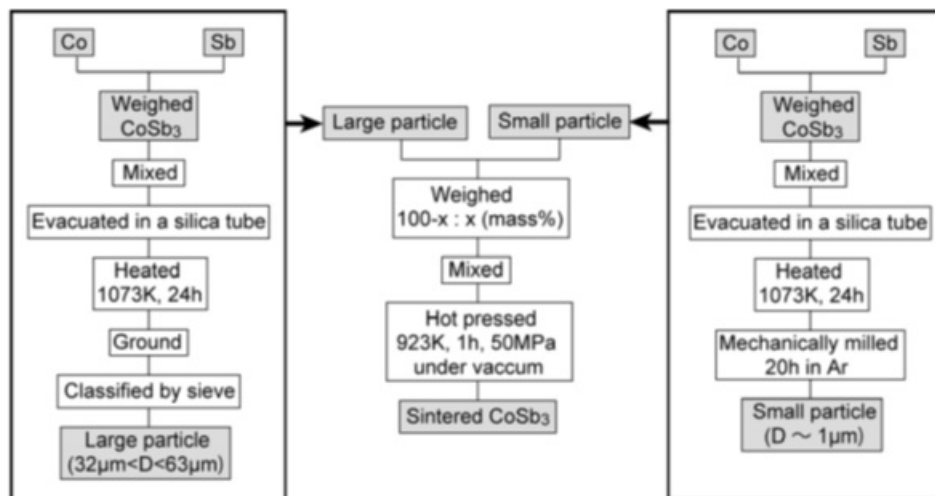 Co
Sb
Weighed
CoSb₃
Mixed
Evacuated in a silica tube
Heated
1073K, 24h
Ground
Classified by sieve
Large particle
(32μm<D<63μm)
Large particle
Small particle
Weighed
100-x : x (mass%)
Mixed
Hot pressed
923K, 1h, 50MPa
under vaccum
Sintered CoSb₃
Co
Sb
Weighed
CoSb₃
Mixed
Evacuated in a silica tube
Heated
1073K, 24h
Mechanically milled
20h in Ar
Small particle
(D ～ 1μm)